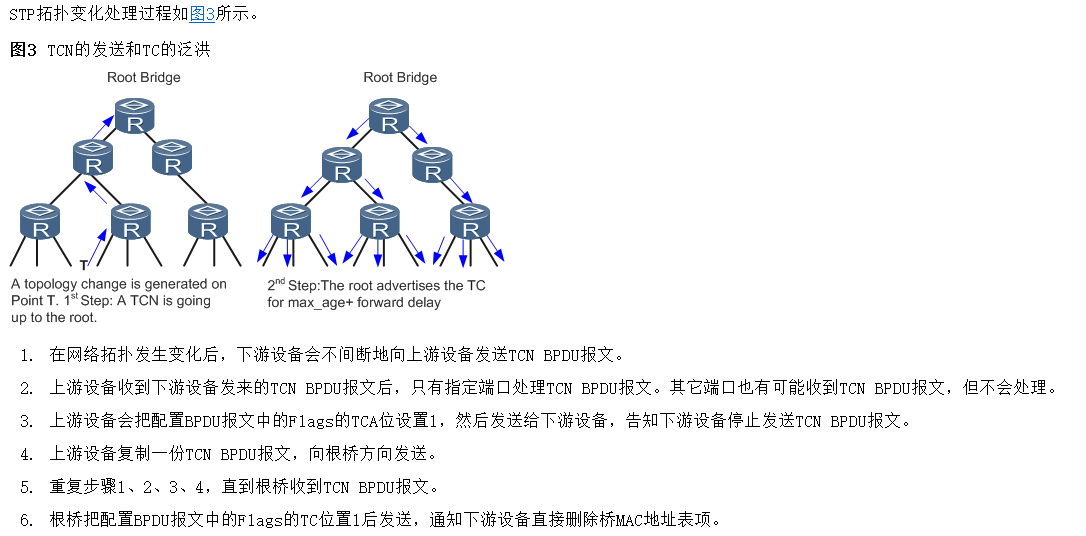 STP拓扑变化处理过程如图3所示。
图3 TCN的发送和TC的泛洪
Root Bridge
R
R
R
R
R
R
T
A topology change is generated on
Point T. 1st Step: A TCN is going
up to the root.
Root Bridge
R
R
R
R
R
R
2nd Step:The root advertises the TC
for max_age+ forward delay
1. 在网络拓扑发生变化后，下游设备会不间断地向上游设备发送TCN BPDU报文。
2. 上游设备收到下游设备发来的TCN BPDU报文后，只有指定端口处理TCN BPDU报文。其它端口也有可能收到TCN BPDU报文，但不会处理。
3. 上游设备会把配置BPDU报文中的Flags的TCA位设置1，然后发送给下游设备，告知下游设备停止发送TCN BPDU报文。
4. 上游设备复制一份TCN BPDU报文，向根桥方向发送。
5. 重复步骤1、2、3、4，直到根桥收到TCN BPDU报文。
6. 根桥把配置BPDU报文中的Flags的TC位置1后发送，通知下游设备直接删除桥MAC地址表项。